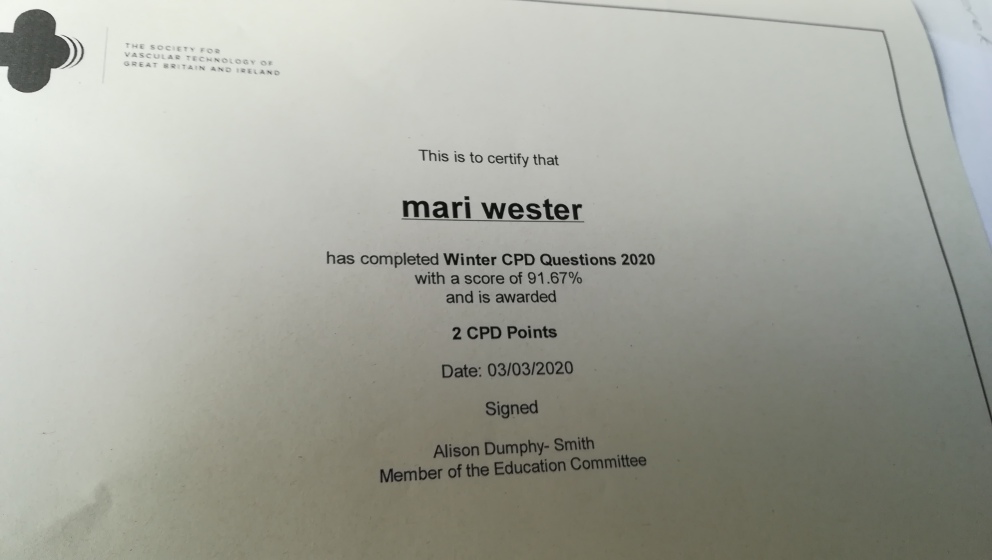 THE SOCIETY FOR
VASCULAR TECHNOLOGY OF
GREAT BRITAIN AND IRELAND
This is to certify that
mari wester
has completed Winter CPD Questions 2020
with a score of 91.67%
and is awarded
2 CPD Points
Date: 03/03/2020
Signed
Alison Dumphy- Smith
Member of the Education Committee